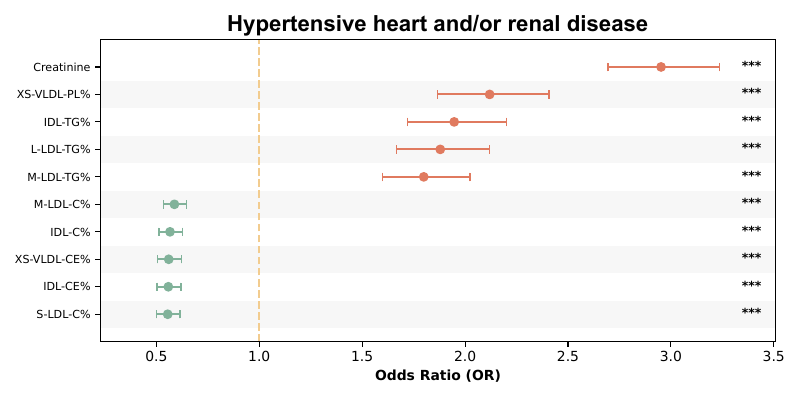 Hypertensive heart and/or renal disease
Creatinine ***
XS-VLDL-PL% ***
IDL-TG% ***
L-LDL-TG% ***
M-LDL-TG% ***
M-LDL-C% ***
IDL-C% ***
XS-VLDL-CE% ***
IDL-CE% ***
S-LDL-C% ***
0.5 1.0 1.5 2.0 2.5 3.0 3.5
Odds Ratio (OR)